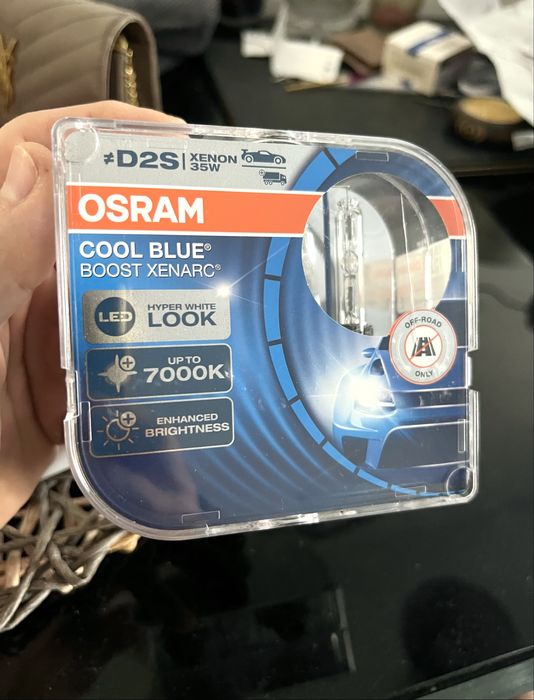 ≠D2S
XENON
35W
OSRAM
COOL BLUE®
BOOST XENARC®
LED
HYPER WHITE
LOOK
UP TO
7000K
ENHANCED
BRIGHTNESS
OFF-ROAD
ONLY